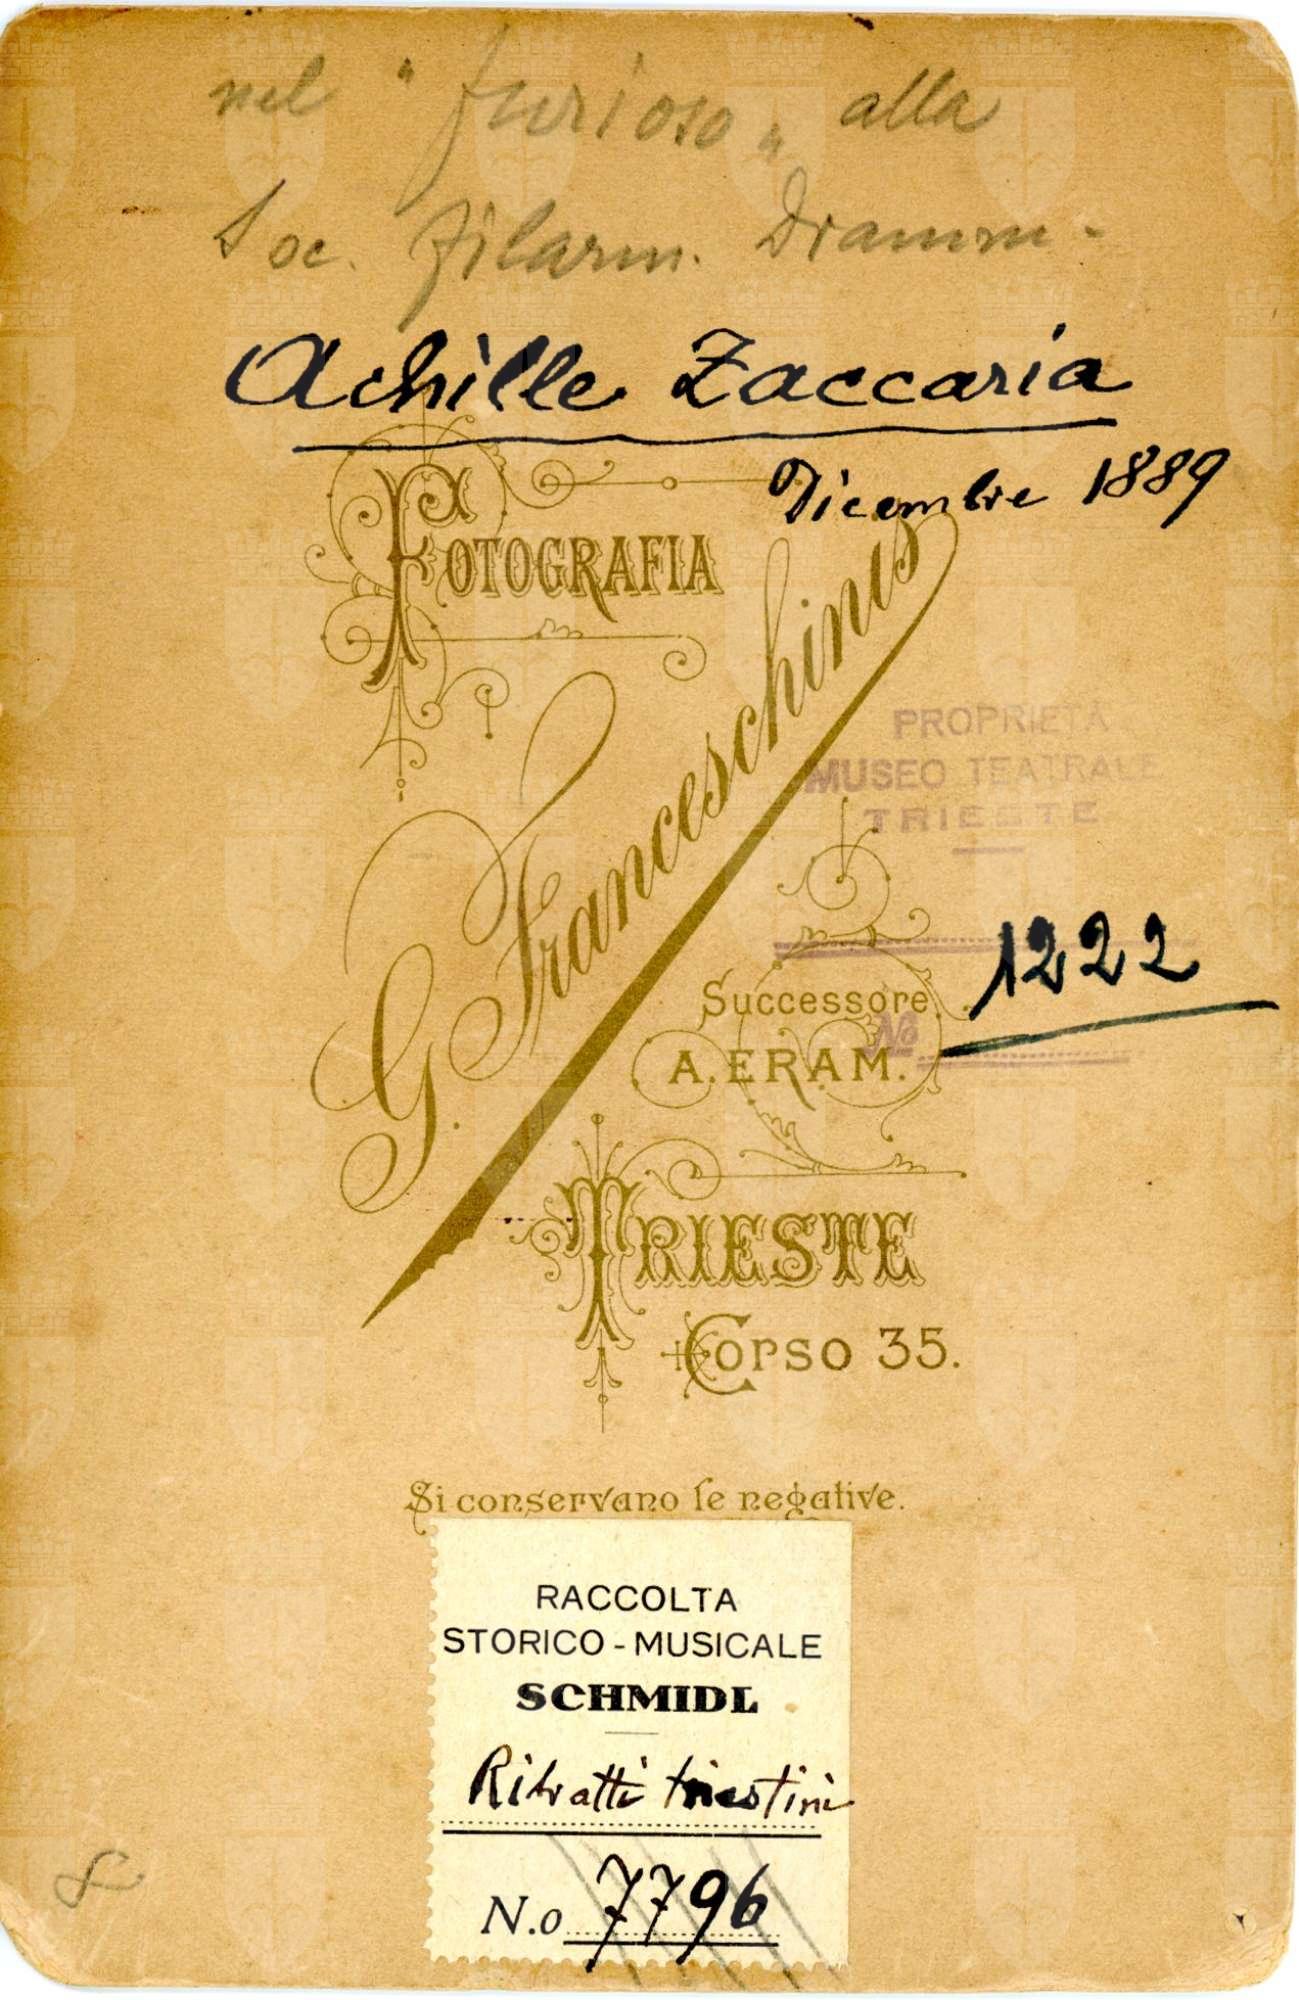 nel " furioso „ alla
Soc. Filarm. Dramm.
Achille Zaccaria
Dicembre 1889
FOTOGRAFIA
G. Franceschinis
PROPRIETÀ
MUSEO TEATRALE
TRIESTE
1222
Successore
No
A. ERAM.
TRIESTE
Corso 35.
Si conservano le negative.
RACCOLTA
STORICO - MUSICALE
SCHMIDL
Ritratti triestini
N.o 7796